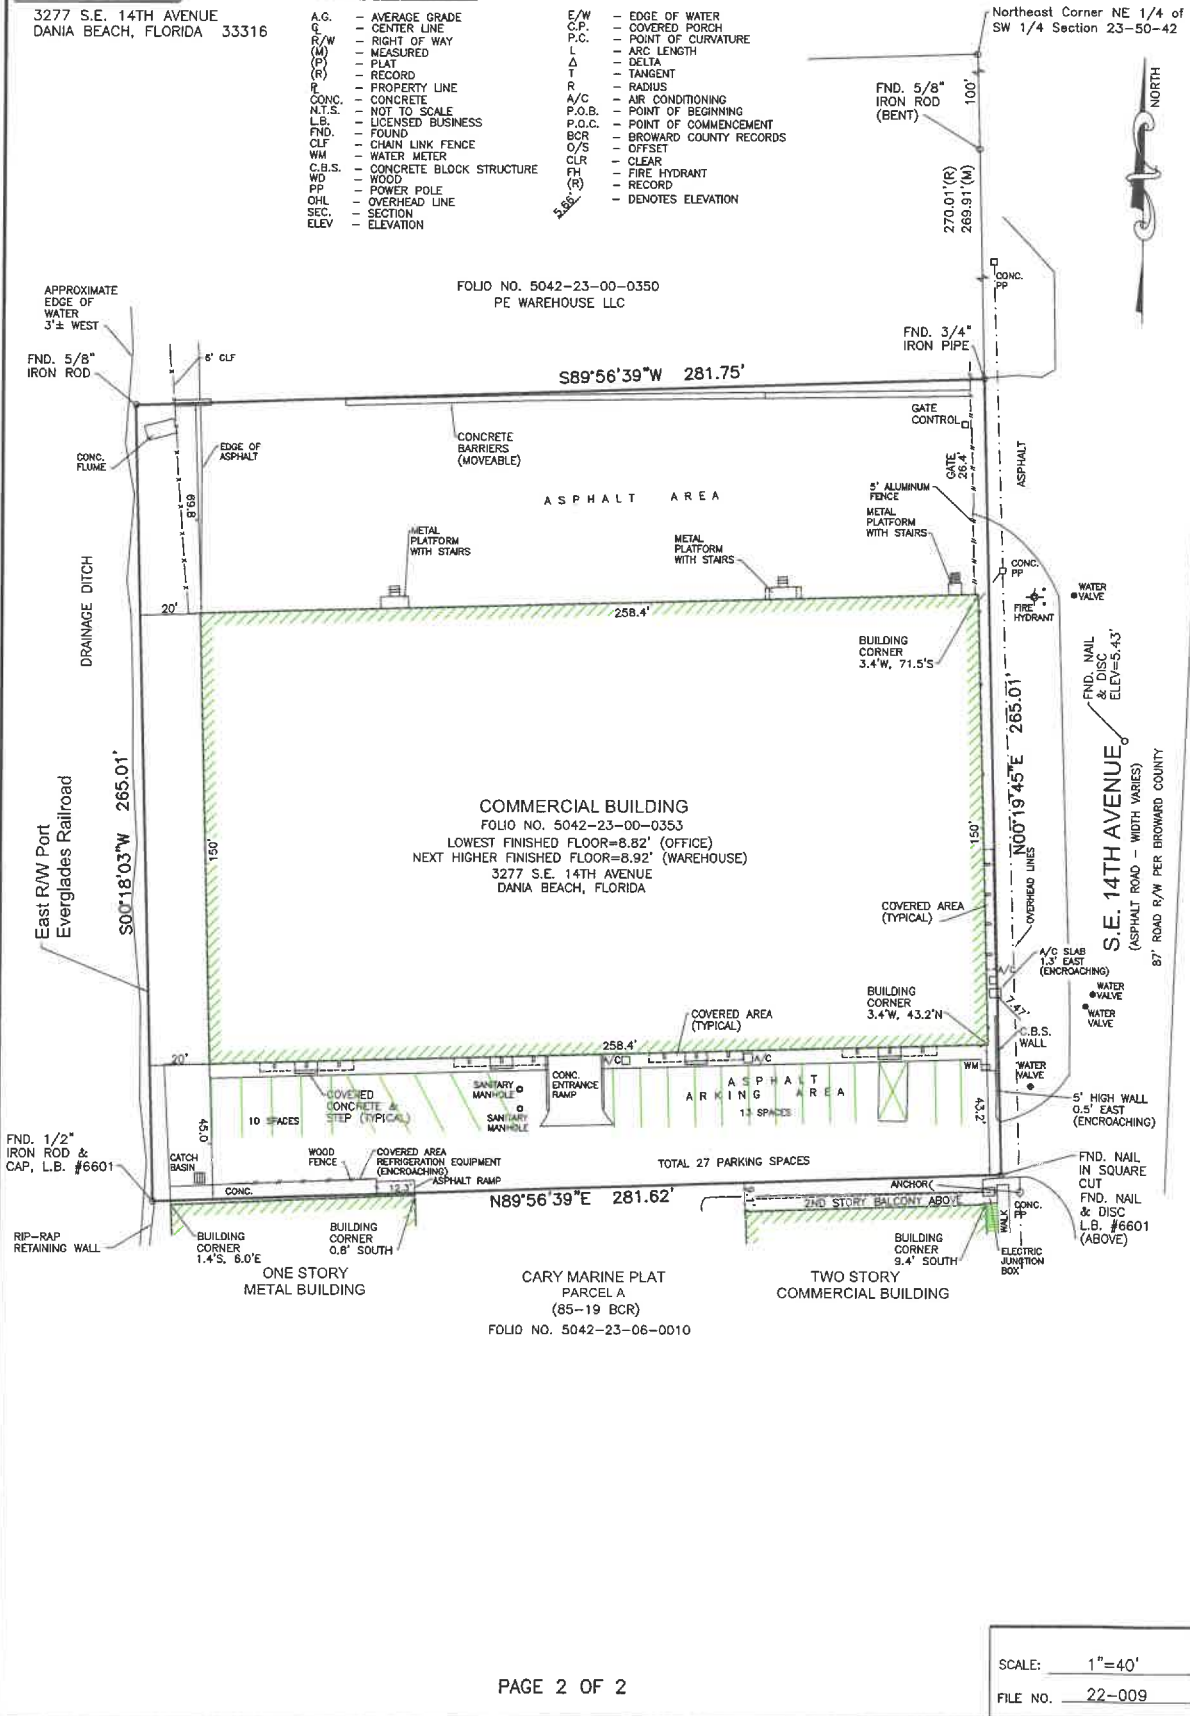 3277 S.E. 14TH AVENUE
DANIA BEACH, FLORIDA 33316
A.G. – AVERAGE GRADE
℄ – CENTER LINE
R/W – RIGHT OF WAY
(M) – MEASURED
(P) – PLAT
(R) – RECORD
– PROPERTY LINE
CONC. – CONCRETE
N.T.S. – NOT TO SCALE
L.B. – LICENSED BUSINESS
FND. – FOUND
CLF – CHAIN LINK FENCE
WM – WATER METER
C.B.S. – CONCRETE BLOCK STRUCTURE
WD – WOOD
PP – POWER POLE
OHL – OVERHEAD LINE
SEC. – SECTION
ELEV – ELEVATION
E/W – EDGE OF WATER
C.P. – COVERED PORCH
P.C. – POINT OF CURVATURE
L – ARC LENGTH
Δ – DELTA
T – TANGENT
R – RADIUS
A/C – AIR CONDITIONING
P.O.B. – POINT OF BEGINNING
P.O.C. – POINT OF COMMENCEMENT
BCR – BROWARD COUNTY RECORDS
O/S – OFFSET
CLR – CLEAR
FH – FIRE HYDRANT
(R) – RECORD
5.66' – DENOTES ELEVATION
Northeast Corner NE 1/4 of
SW 1/4 Section 23-50-42
FND. 5/8"
IRON ROD
(BENT)
100'
NORTH
270.01'(R)
269.91'(M)
CONC.
PP
FOLIO NO. 5042-23-00-0350
PE WAREHOUSE LLC
APPROXIMATE
EDGE OF
WATER
3'± WEST
FND. 5/8"
IRON ROD
6' CLF
FND. 3/4"
IRON PIPE
S89°56'39"W 281.75'
CONC.
FLUME
EDGE OF
ASPHALT
69.8'
CONCRETE
BARRIERS
(MOVEABLE)
GATE
CONTROL
GATE
26.4'
ASPHALT
ASPHALT AREA
5' ALUMINUM
FENCE
METAL
PLATFORM
WITH STAIRS
METAL
PLATFORM
WITH STAIRS
METAL
PLATFORM
WITH STAIRS
CONC.
PP
FIRE
HYDRANT
WATER
VALVE
DRAINAGE DITCH
20'
258.4'
BUILDING
CORNER
3.4'W, 71.5'S
FND. NAIL
& DISC
ELEV=5.43'
East R/W Port
Everglades Railroad
S00°18'03"W 265.01'
150'
COMMERCIAL BUILDING
FOLIO NO. 5042-23-00-0353
LOWEST FINISHED FLOOR=8.82' (OFFICE)
NEXT HIGHER FINISHED FLOOR=8.92' (WAREHOUSE)
3277 S.E. 14TH AVENUE
DANIA BEACH, FLORIDA
150'
N00°19'45"E 265.01'
S.E. 14TH AVENUE
(ASPHALT ROAD - WIDTH VARIES)
87' ROAD R/W PER BROWARD COUNTY
OVERHEAD LINES
COVERED AREA
(TYPICAL)
A/C
A/C SLAB
1.3' EAST
(ENCROACHING)
BUILDING
CORNER
3.4'W, 43.2'N
7.47'
C.B.S.
WALL
WATER
VALVE
WATER
VALVE
COVERED AREA
(TYPICAL)
20'
258.4'
A/C
A/C
WM
WATER
VALVE
CONC.
ENTRANCE
RAMP
ASPHALT
ARKING AREA
13 SPACES
SANITARY
MANHOLE
SANITARY
MANHOLE
COVERED
CONCRETE &
STEP (TYPICAL)
10 SPACES
45.0'
43.2'
5' HIGH WALL
0.5' EAST
(ENCROACHING)
FND. 1/2"
IRON ROD &
CAP, L.B. #6601
CATCH
BASIN
WOOD
FENCE
COVERED AREA
REFRIGERATION EQUIPMENT
(ENCROACHING)
ASPHALT RAMP
12.3'
CONC.
TOTAL 27 PARKING SPACES
N89°56'39"E 281.62'
ANCHOR
9.1'
2ND STORY BALCONY ABOVE
WALK
CONC.
PP
FND. NAIL
IN SQUARE
CUT
FND. NAIL
& DISC
L.B. #6601
(ABOVE)
RIP-RAP
RETAINING WALL
BUILDING
CORNER
1.4'S, 6.0'E
BUILDING
CORNER
0.8' SOUTH
BUILDING
CORNER
9.4' SOUTH
ELECTRIC
JUNCTION
BOX
ONE STORY
METAL BUILDING
CARY MARINE PLAT
PARCEL A
(85-19 BCR)
FOLIO NO. 5042-23-06-0010
TWO STORY
COMMERCIAL BUILDING
PAGE 2 OF 2
SCALE: 1"=40'
FILE NO. 22-009